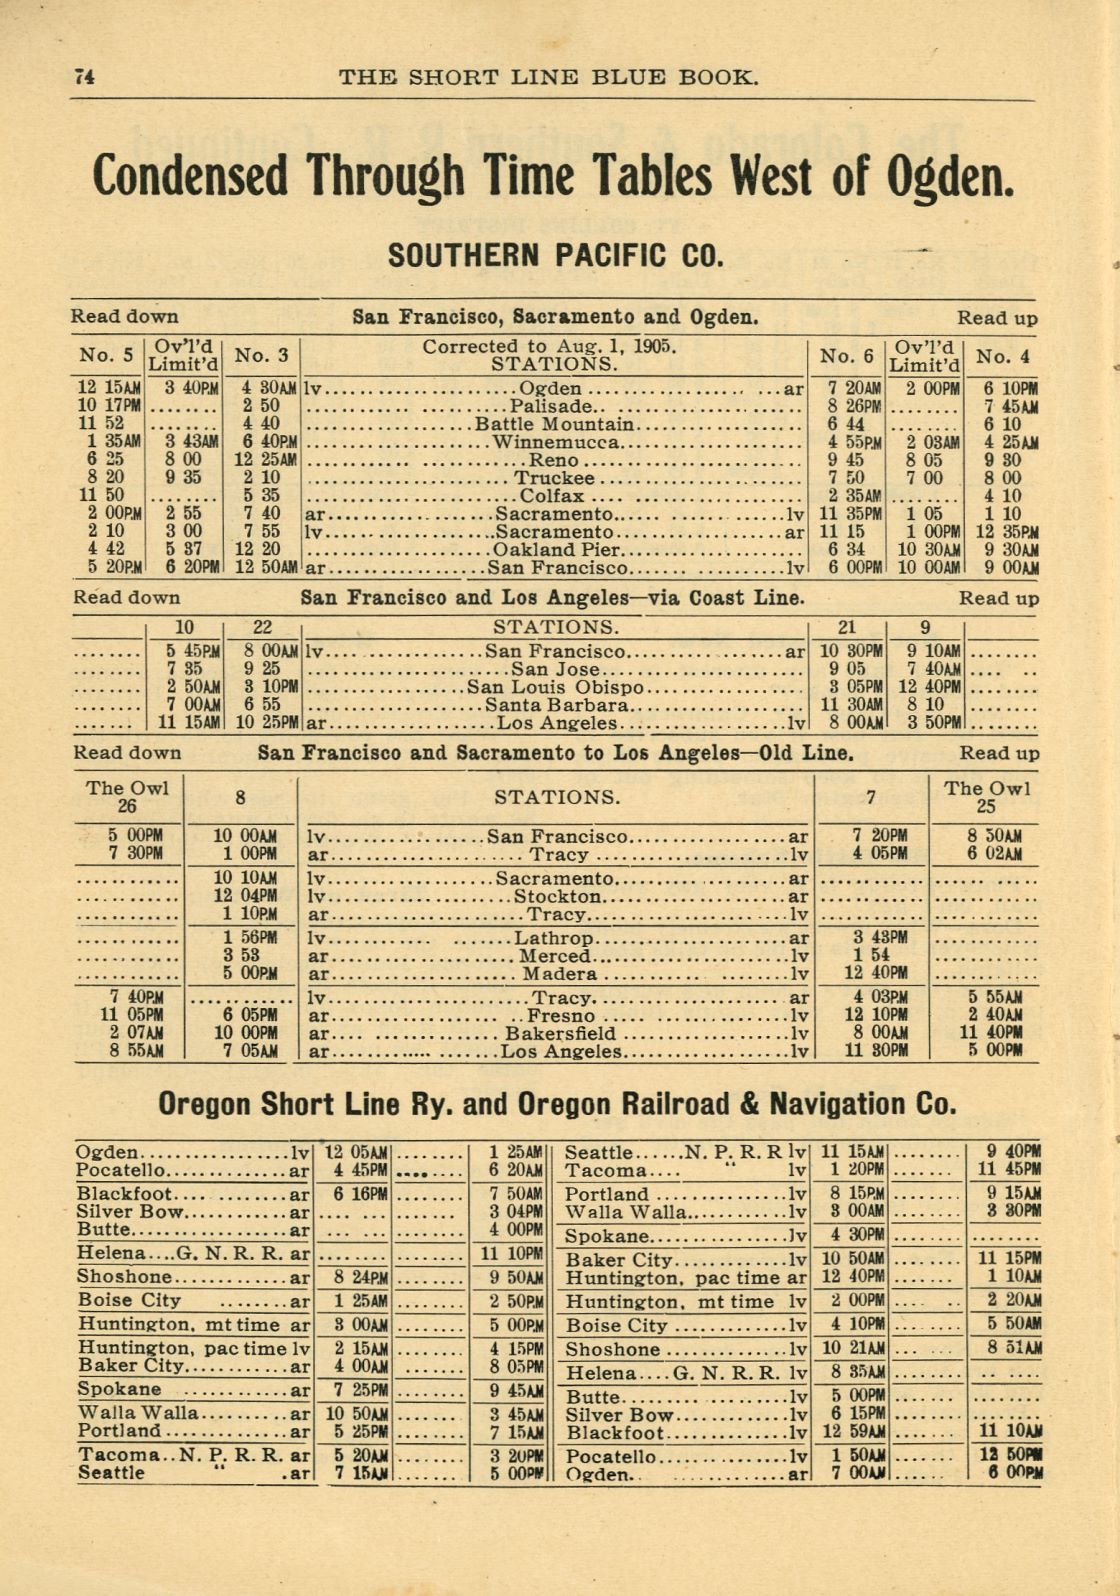 74 THE SHORT LINE BLUE BOOK.
Condensed Through Time Tables West of Ogden.
SOUTHERN PACIFIC CO.
Read down San Francisco, Sacramento and Ogden. Read up
No. 5 Ov'l'd Limit'd No. 3 Corrected to Aug. 1, 1905. STATIONS. No. 6 Ov'l'd Limit'd No. 4
12 15AM 3 40PM 4 30AM lv Ogden ar 7 20AM 2 00PM 6 10PM
10 17PM ........ 2 50 Palisade 8 26PM ........ 7 45AM
11 52 ........ 4 40 Battle Mountain 6 44 ........ 6 10
1 35AM 3 43AM 6 40PM Winnemucca 4 55PM 2 03AM 4 25AM
6 25 8 00 12 25AM Reno 9 45 8 05 9 30
8 20 9 35 2 10 Truckee 7 50 7 00 8 00
11 50 ........ 5 35 Colfax 2 35AM ........ 4 10
2 00PM 2 55 7 40 ar Sacramento lv 11 35PM 1 05 1 10
2 10 3 00 7 55 lv Sacramento ar 11 15 1 00PM 12 35PM
4 42 5 37 12 20 Oakland Pier 6 34 10 30AM 9 30AM
5 20PM 6 20PM 12 50AM ar San Francisco lv 6 00PM 10 00AM 9 00AM
Read down San Francisco and Los Angeles—via Coast Line. Read up
10 22 STATIONS. 21 9
........ 5 45PM 8 00AM lv San Francisco ar 10 30PM 9 10AM ........
........ 7 35 9 25 San Jose 9 05 7 40AM ........
........ 2 50AM 3 10PM San Louis Obispo 3 05PM 12 40PM ........
........ 7 00AM 6 55 Santa Barbara 11 30AM 8 10 ........
........ 11 15AM 10 25PM ar Los Angeles lv 8 00AM 3 50PM ........
Read down San Francisco and Sacramento to Los Angeles—Old Line. Read up
The Owl 26 8 STATIONS. 7 The Owl 25
5 00PM 10 00AM lv San Francisco ar 7 20PM 8 50AM
7 30PM 1 00PM ar Tracy lv 4 05PM 6 02AM
............ 10 10AM lv Sacramento ar ............ ............
............ 12 04PM lv Stockton ar ............ ............
............ 1 10PM ar Tracy lv ............ ............
............ 1 56PM lv Lathrop ar 3 43PM ............
............ 3 53 ar Merced lv 1 54 ............
............ 5 00PM ar Madera lv 12 40PM ............
7 40PM ............ lv Tracy ar 4 03PM 5 55AM
11 05PM 6 05PM ar Fresno lv 12 10PM 2 40AM
2 07AM 10 00PM ar Bakersfield lv 8 00AM 11 40PM
8 55AM 7 05AM ar Los Angeles lv 11 30PM 5 00PM
Oregon Short Line Ry. and Oregon Railroad & Navigation Co.
Ogden lv 12 05AM ........ 1 25AM Seattle......N. P. R. R lv 11 15AM ........ 9 40PM
Pocatello ar 4 45PM ........ 6 20AM Tacoma.... " lv 1 20PM ........ 11 45PM
Blackfoot ar 6 16PM ........ 7 50AM Portland lv 8 15PM ........ 9 15AM
Silver Bow ar ........ ........ 3 04PM Walla Walla lv 3 00AM ........ 3 30PM
Butte ar ........ ........ 4 00PM Spokane lv 4 30PM ........ ........
Helena....G. N. R. R. ar ........ ........ 11 10PM Baker City lv 10 50AM ........ 11 15PM
Shoshone ar 8 24PM ........ 9 50AM Huntington, pac time ar 12 40PM ........ 1 10AM
Boise City ar 1 25AM ........ 2 50PM Huntington, mt time lv 2 00PM ........ 2 20AM
Huntington, mt time ar 3 00AM ........ 5 00PM Boise City lv 4 10PM ........ 5 50AM
Huntington, pac time lv 2 15AM ........ 4 15PM Shoshone lv 10 21AM ........ 8 51AM
Baker City ar 4 00AM ........ 8 05PM Helena....G. N. R. R. lv 8 35AM ........ ........
Spokane ar 7 25PM ........ 9 45AM Butte lv 5 00PM ........ ........
Walla Walla ar 10 50AM ........ 3 45AM Silver Bow lv 6 15PM ........ ........
Portland ar 5 25PM ........ 7 15AM Blackfoot lv 12 59AM ........ 11 10AM
Tacoma..N. P. R. R. ar 5 20AM ........ 3 20PM Pocatello lv 1 50AM ........ 12 50PM
Seattle " ar 7 15AM ........ 5 00PM Ogden ar 7 00AM ........ 6 00PM